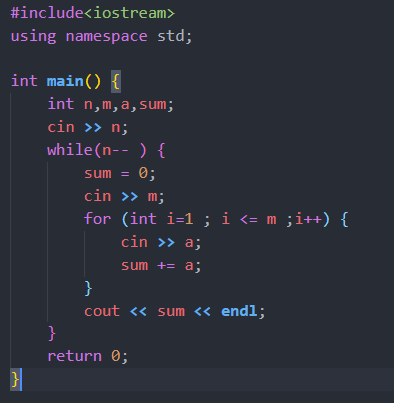 #include<iostream>
using namespace std;
int main() {
    int n,m,a,sum;
    cin >> n;
    while(n-- ) {
        sum = 0;
        cin >> m;
        for (int i=1 ; i <= m ;i++) {
            cin >> a;
            sum += a;
        }
        cout << sum << endl;
    }
    return 0;
}